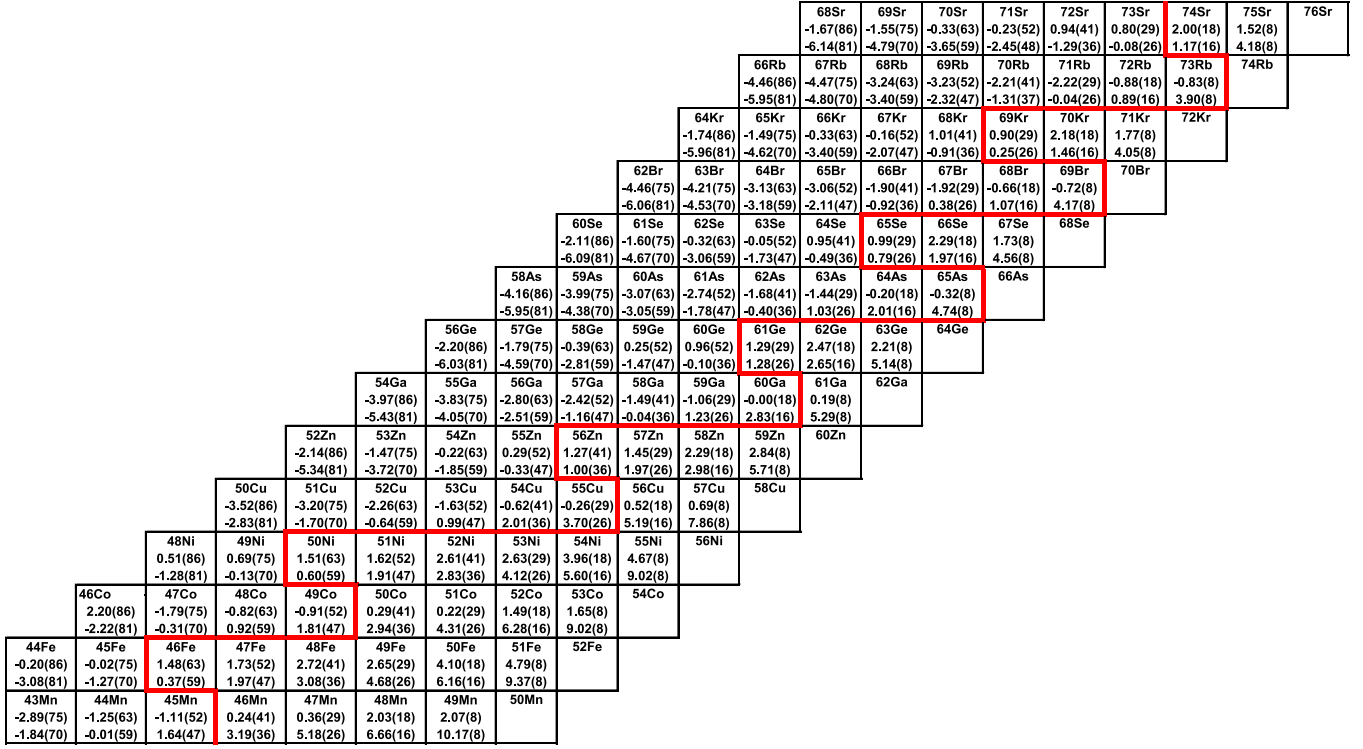 68Sr 69Sr 70Sr 71Sr 72Sr 73Sr 74Sr 75Sr 76Sr
-1.67(86) -1.55(75) -0.33(63) -0.23(52) 0.94(41) 0.80(29) 2.00(18) 1.52(8)
-6.14(81) -4.79(70) -3.65(59) -2.45(48) -1.29(36) -0.08(26) 1.17(16) 4.18(8)
66Rb 67Rb 68Rb 69Rb 70Rb 71Rb 72Rb 73Rb 74Rb
-4.46(86) -4.47(75) -3.24(63) -3.23(52) -2.21(41) -2.22(29) -0.88(18) -0.83(8)
-5.95(81) -4.80(70) -3.40(59) -2.32(47) -1.31(37) -0.04(26) 0.89(16) 3.90(8)
64Kr 65Kr 66Kr 67Kr 68Kr 69Kr 70Kr 71Kr 72Kr
-1.74(86) -1.49(75) -0.33(63) -0.16(52) 1.01(41) 0.90(29) 2.18(18) 1.77(8)
-5.96(81) -4.62(70) -3.40(59) -2.07(47) -0.91(36) 0.25(26) 1.46(16) 4.05(8)
62Br 63Br 64Br 65Br 66Br 67Br 68Br 69Br 70Br
-4.46(75) -4.21(75) -3.13(63) -3.06(52) -1.90(41) -1.92(29) -0.66(18) -0.72(8)
-6.06(81) -4.53(70) -3.18(59) -2.11(47) -0.92(36) 0.38(26) 1.07(16) 4.17(8)
60Se 61Se 62Se 63Se 64Se 65Se 66Se 67Se 68Se
-2.11(86) -1.60(75) -0.32(63) -0.05(52) 0.95(41) 0.99(29) 2.29(18) 1.73(8)
-6.09(81) -4.67(70) -3.06(59) -1.73(47) -0.49(36) 0.79(26) 1.97(16) 4.56(8)
58As 59As 60As 61As 62As 63As 64As 65As 66As
-4.16(86) -3.99(75) -3.07(63) -2.74(52) -1.68(41) -1.44(29) -0.20(18) -0.32(8)
-5.95(81) -4.38(70) -3.05(59) -1.78(47) -0.40(36) 1.03(26) 2.01(16) 4.74(8)
56Ge 57Ge 58Ge 59Ge 60Ge 61Ge 62Ge 63Ge 64Ge
-2.20(86) -1.79(75) -0.39(63) 0.25(52) 0.96(52) 1.29(29) 2.47(18) 2.21(8)
-6.03(81) -4.59(70) -2.81(59) -1.47(47) -0.10(36) 1.28(26) 2.65(16) 5.14(8)
54Ga 55Ga 56Ga 57Ga 58Ga 59Ga 60Ga 61Ga 62Ga
-3.97(86) -3.83(75) -2.80(63) -2.42(52) -1.49(41) -1.06(29) -0.00(18) 0.19(8)
-5.43(81) -4.05(70) -2.51(59) -1.16(47) -0.04(36) 1.23(26) 2.83(16) 5.29(8)
52Zn 53Zn 54Zn 55Zn 56Zn 57Zn 58Zn 59Zn 60Zn
-2.14(86) -1.47(75) -0.22(63) 0.29(52) 1.27(41) 1.45(29) 2.29(18) 2.84(8)
-5.34(81) -3.72(70) -1.85(59) -0.33(47) 1.00(36) 1.97(26) 2.98(16) 5.71(8)
50Cu 51Cu 52Cu 53Cu 54Cu 55Cu 56Cu 57Cu 58Cu
-3.52(86) -3.20(75) -2.26(63) -1.63(52) -0.62(41) -0.26(29) 0.52(18) 0.69(8)
-2.83(81) -1.70(70) -0.64(59) 0.99(47) 2.01(36) 3.70(26) 5.19(16) 7.86(8)
48Ni 49Ni 50Ni 51Ni 52Ni 53Ni 54Ni 55Ni 56Ni
0.51(86) 0.69(75) 1.51(63) 1.62(52) 2.61(41) 2.63(29) 3.96(18) 4.67(8)
-1.28(81) -0.13(70) 0.60(59) 1.91(47) 2.83(36) 4.12(26) 5.60(16) 9.02(8)
46Co 47Co 48Co 49Co 50Co 51Co 52Co 53Co 54Co
2.20(86) -1.79(75) -0.82(63) -0.91(52) 0.29(41) 0.22(29) 1.49(18) 1.65(8)
-2.22(81) -0.31(70) 0.92(59) 1.81(47) 2.94(36) 4.31(26) 6.28(16) 9.02(8)
44Fe 45Fe 46Fe 47Fe 48Fe 49Fe 50Fe 51Fe 52Fe
-0.20(86) -0.02(75) 1.48(63) 1.73(52) 2.72(41) 2.65(29) 4.10(18) 4.79(8)
-3.08(81) -1.27(70) 0.37(59) 1.97(47) 3.08(36) 4.68(26) 6.16(16) 9.37(8)
43Mn 44Mn 45Mn 46Mn 47Mn 48Mn 49Mn 50Mn
-2.89(75) -1.25(63) -1.11(52) 0.24(41) 0.36(29) 2.03(18) 2.07(8)
-1.84(70) -0.01(59) 1.64(47) 3.19(36) 5.18(26) 6.66(16) 10.17(8)